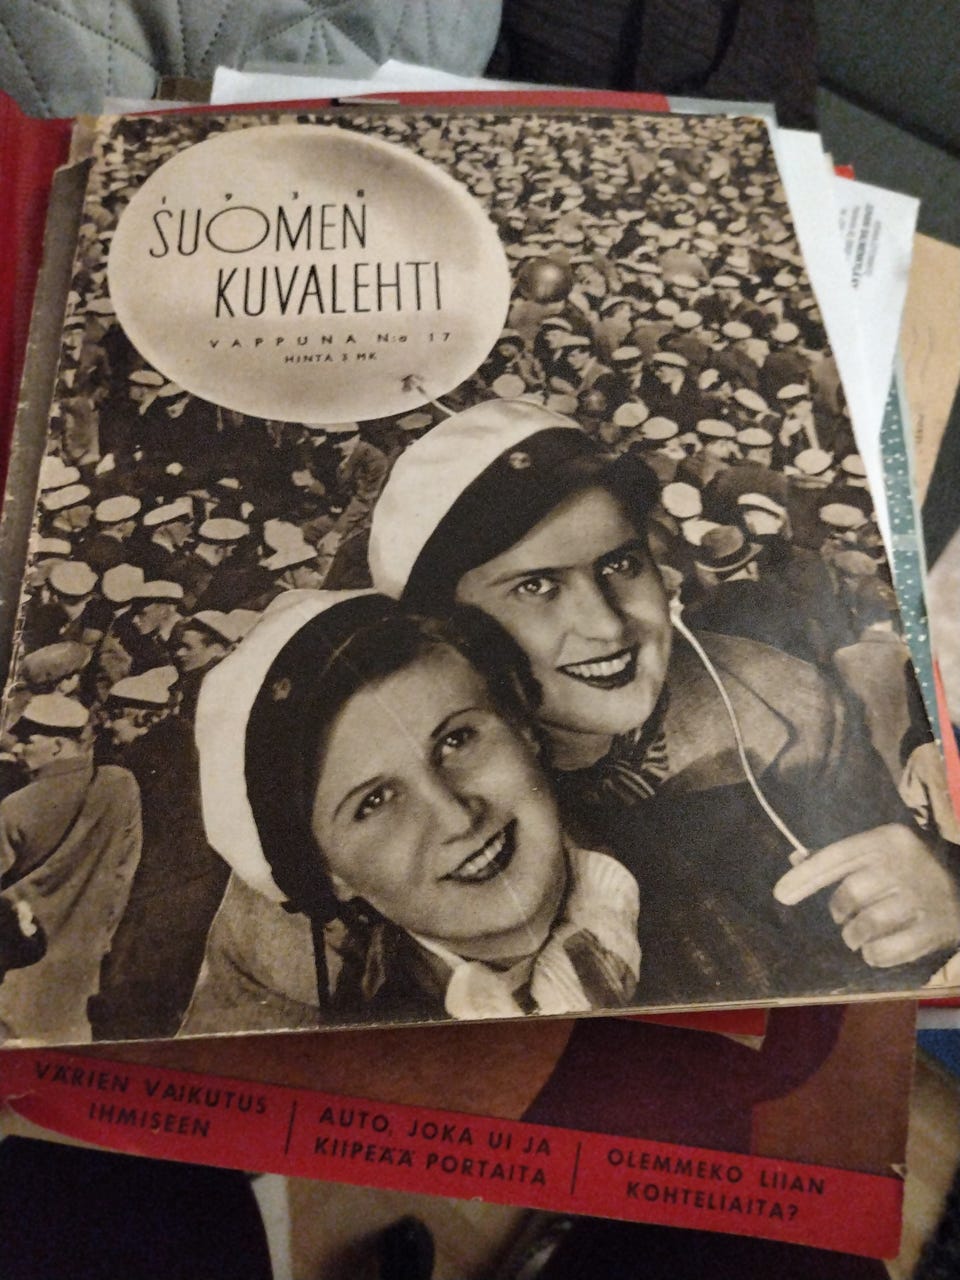 1938
SUOMEN
KUVALEHTI
VAPPUNA N:o 17
HINTA 3 MK
VÄRIEN VAIKUTUS
IHMISEEN
AUTO, JOKA UI JA
KIIPEÄÄ PORTAITA
OLEMMEKO LIIAN
KOHTELIAITA?